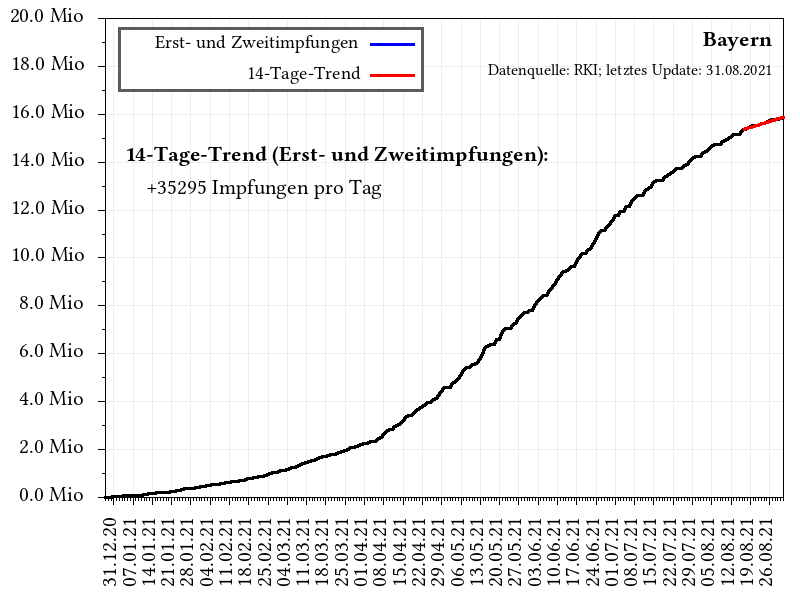 20.0 Mio
18.0 Mio
16.0 Mio
14.0 Mio
12.0 Mio
10.0 Mio
8.0 Mio
6.0 Mio
4.0 Mio
2.0 Mio
0.0 Mio
Erst- und Zweitimpfungen
14-Tage-Trend
Bayern
Datenquelle: RKI; letztes Update: 31.08.2021
14-Tage-Trend (Erst- und Zweitimpfungen):
+35295 Impfungen pro Tag
31.12.20
07.01.21
14.01.21
21.01.21
28.01.21
04.02.21
11.02.21
18.02.21
25.02.21
04.03.21
11.03.21
18.03.21
25.03.21
01.04.21
08.04.21
15.04.21
22.04.21
29.04.21
06.05.21
13.05.21
20.05.21
27.05.21
03.06.21
10.06.21
17.06.21
24.06.21
01.07.21
08.07.21
15.07.21
22.07.21
29.07.21
05.08.21
12.08.21
19.08.21
26.08.21